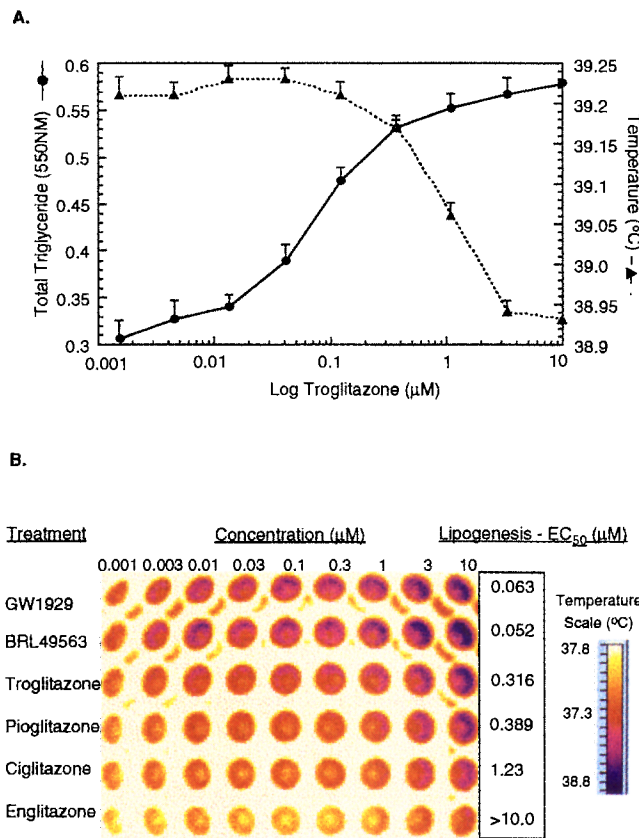 A.
Total Triglyceride (550NM)
0.6
0.55
0.5
0.45
0.4
0.35
0.3
39.25
39.2
39.15
39.1
39.05
39.0
38.95
38.9
Temperature (ºC)
0.001
0.01
0.1
1
10
Log Troglitazone (µM)
B.
Treatment Concentration (µM) Lipogenesis - EC50 (µM)
0.001 0.003 0.01 0.03 0.1 0.3 1 3 10
GW1929 0.063
BRL49563 0.052
Troglitazone 0.316
Pioglitazone 0.389
Ciglitazone 1.23
Englitazone >10.0
Temperature
Scale (ºC)
37.8
37.3
38.8